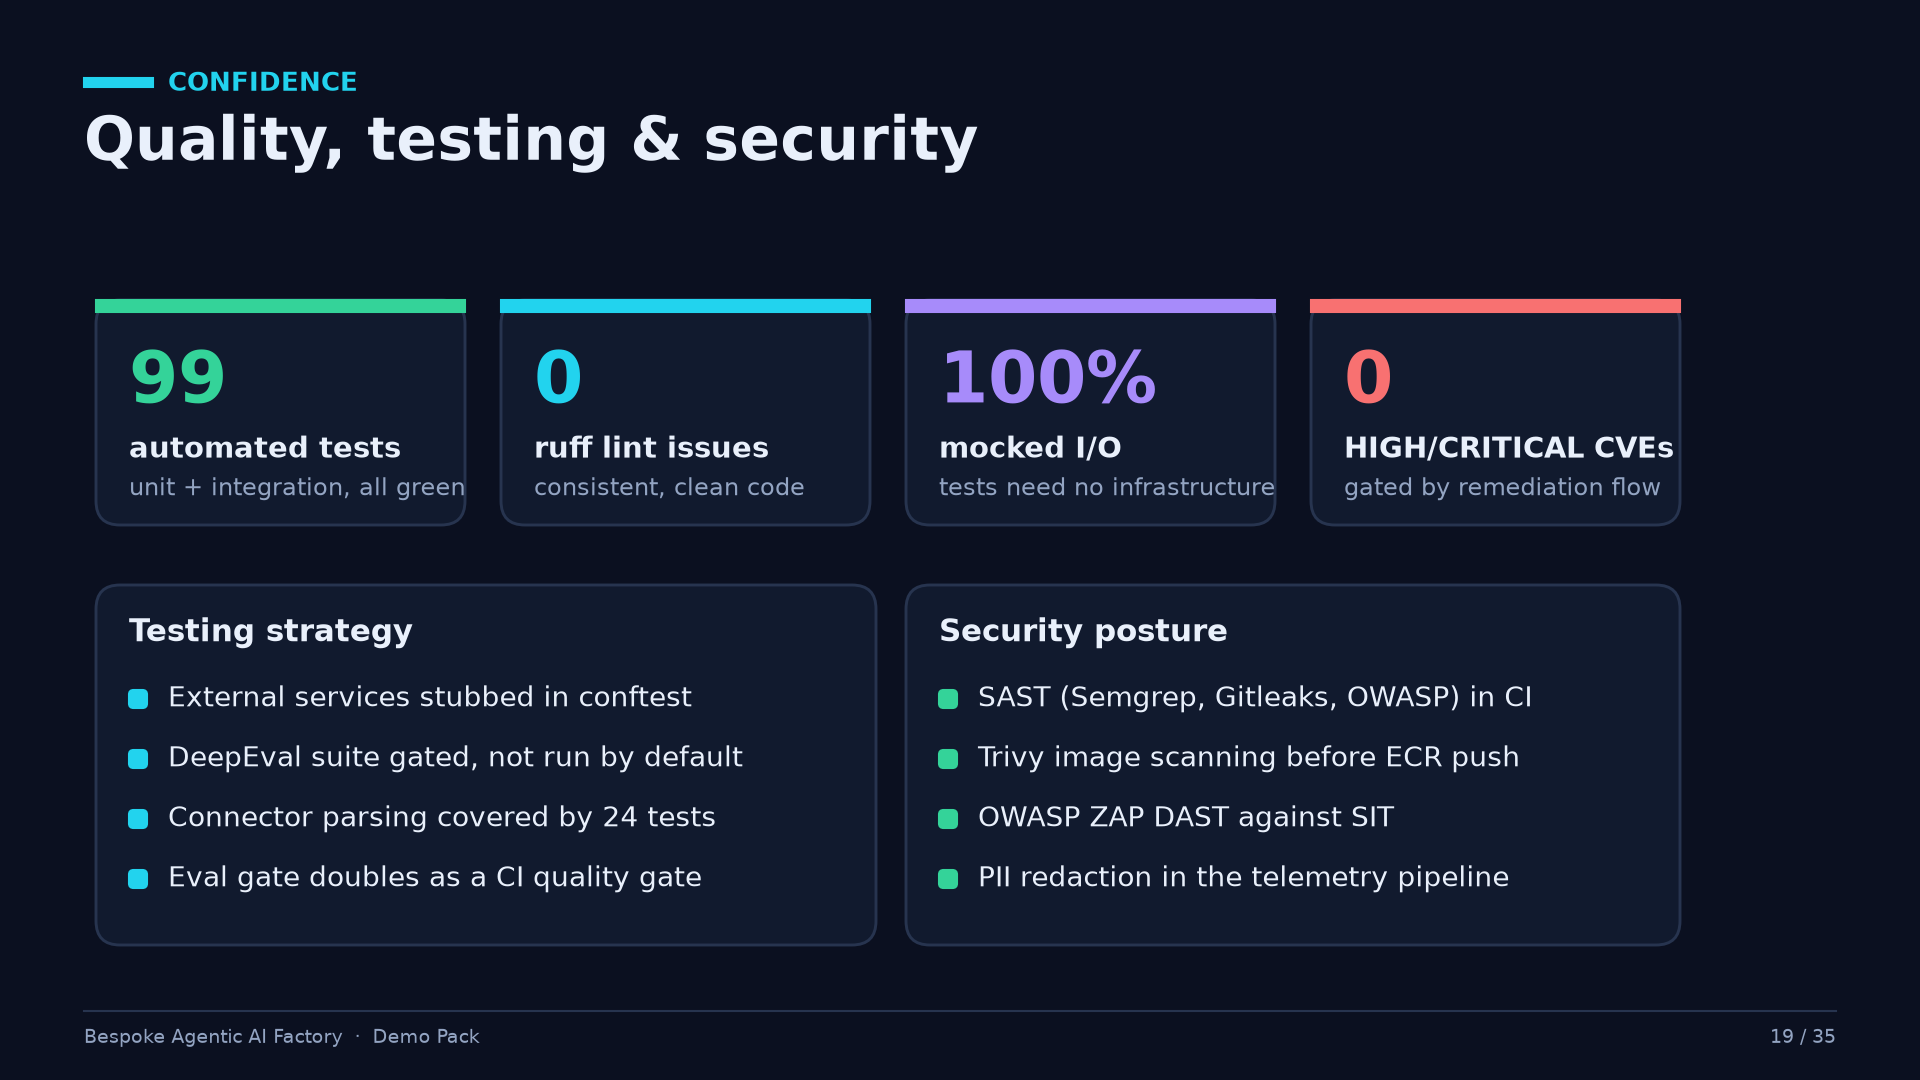 CONFIDENCE
Quality, testing & security
99
automated tests
unit + integration, all green
0
ruff lint issues
consistent, clean code
100%
mocked I/O
tests need no infrastructure
0
HIGH/CRITICAL CVEs
gated by remediation flow
Testing strategy
External services stubbed in conftest
DeepEval suite gated, not run by default
Connector parsing covered by 24 tests
Eval gate doubles as a CI quality gate
Security posture
SAST (Semgrep, Gitleaks, OWASP) in CI
Trivy image scanning before ECR push
OWASP ZAP DAST against SIT
PII redaction in the telemetry pipeline
Bespoke Agentic AI Factory · Demo Pack
19 / 35